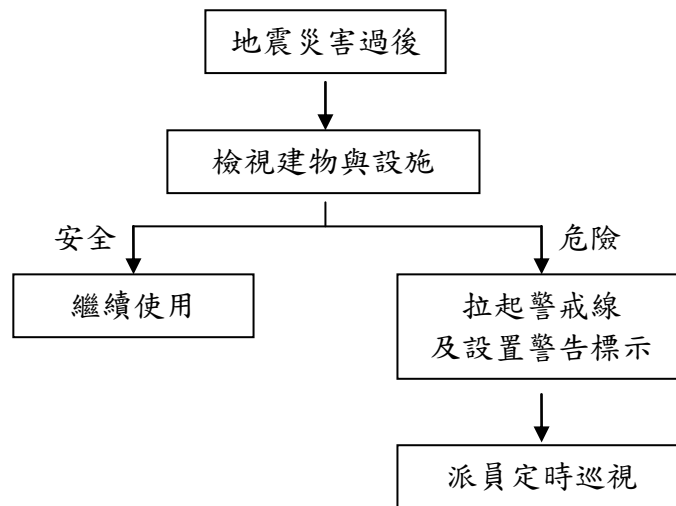 地震災害過後
檢視建物與設施
安全
危險
繼續使用
拉起警戒線
及設置警告標示
派員定時巡視